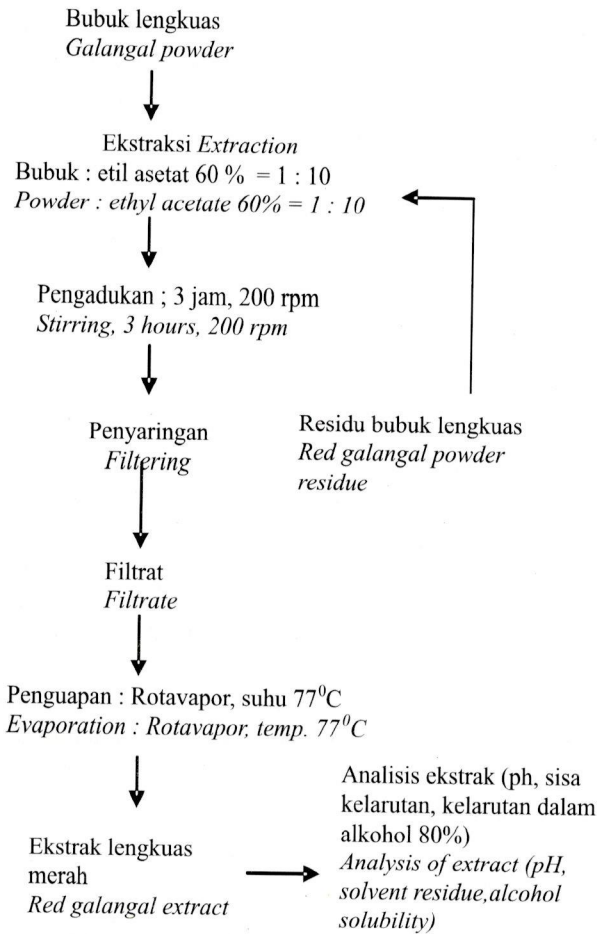 Bubuk lengkuas
Galangal powder
Ekstraksi Extraction
Bubuk : etil asetat 60 % = 1 : 10
Powder : ethyl acetate 60% = 1 : 10
Pengadukan ; 3 jam, 200 rpm
Stirring, 3 hours, 200 rpm
Penyaringan
Filtering
Residu bubuk lengkuas
Red galangal powder
residue
Filtrat
Filtrate
Penguapan : Rotavapor, suhu 77⁰C
Evaporation : Rotavapor, temp. 77⁰C
Ekstrak lengkuas
merah
Red galangal extract
Analisis ekstrak (ph, sisa
kelarutan, kelarutan dalam
alkohol 80%)
Analysis of extract (pH,
solvent residue,alcohol
solubility)